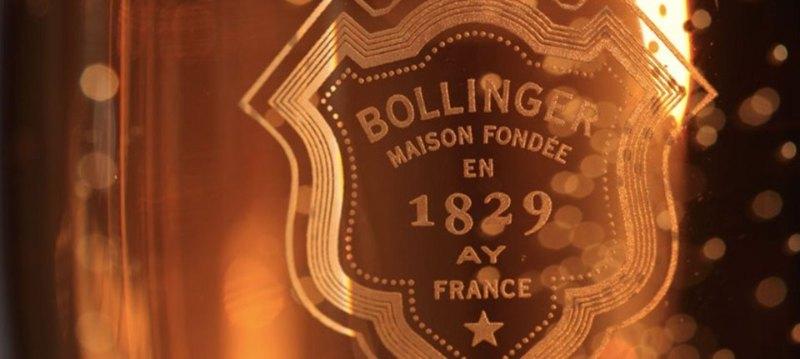 BOLLINGER
MAISON FONDÉE
EN
1829
AY
FRANCE